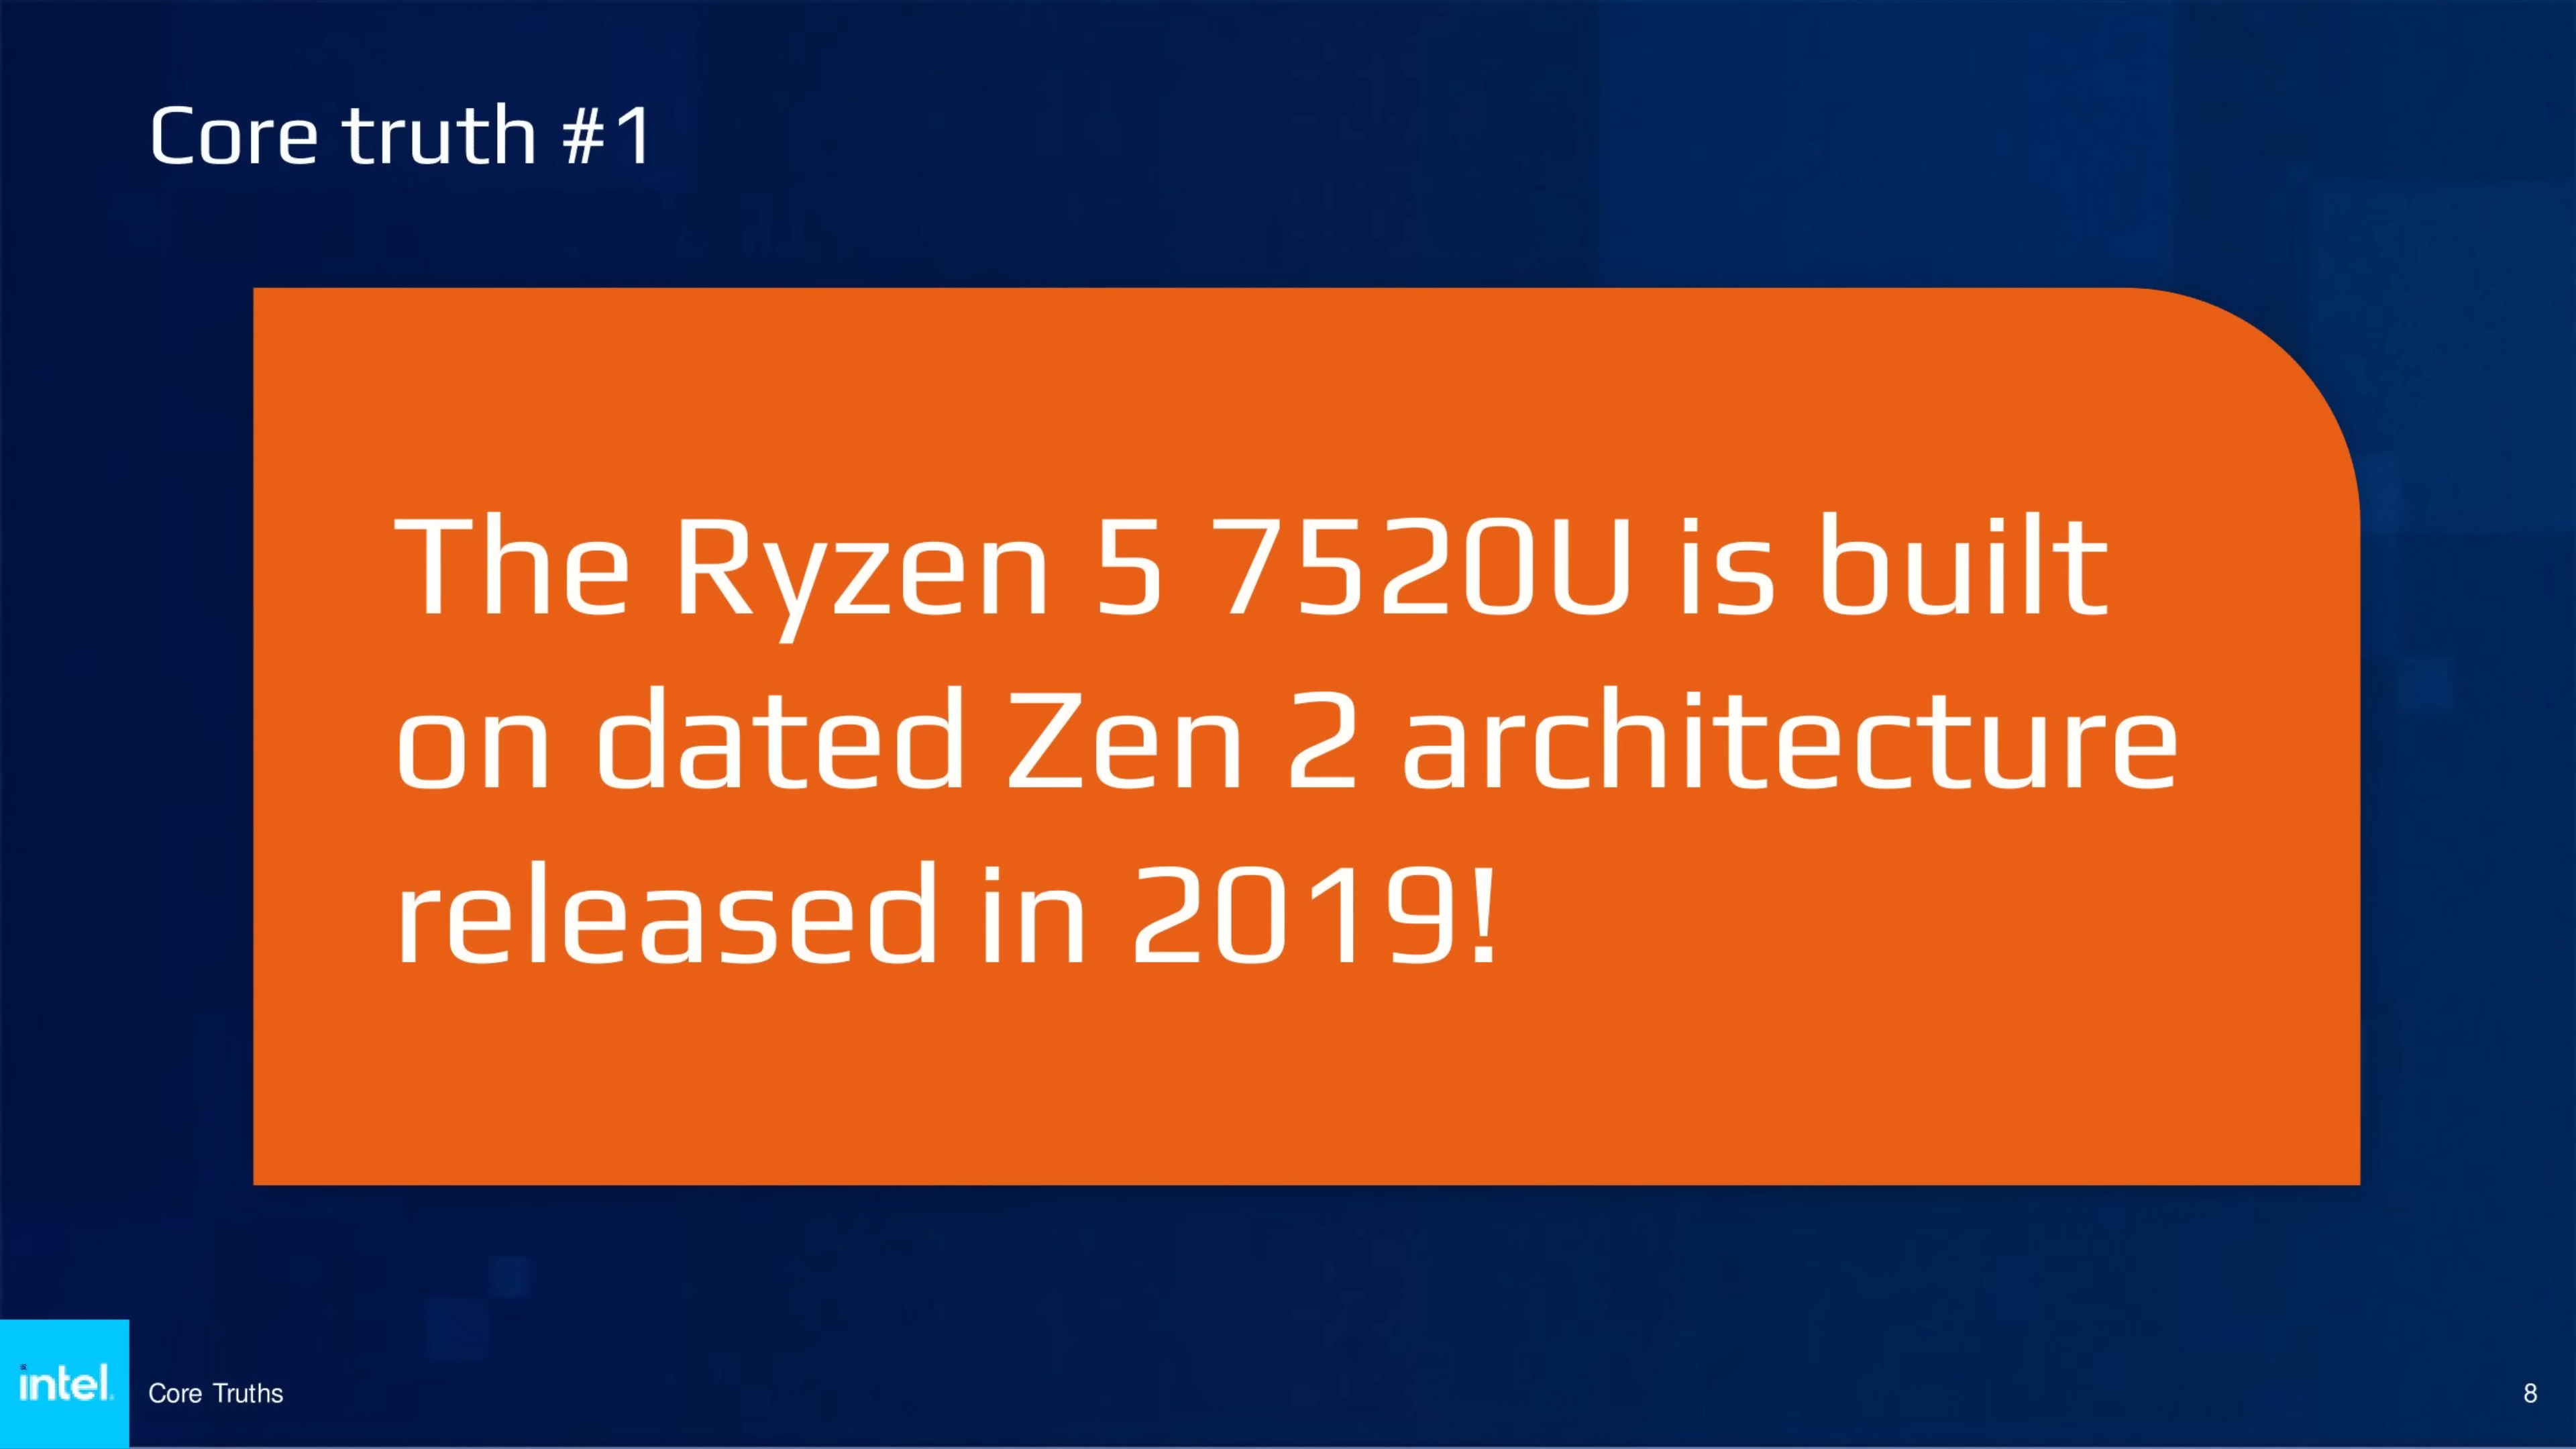 Core truth #1
The Ryzen 5 7520U is built
on dated Zen 2 architecture
released in 2019!
intel.
Core Truths
8